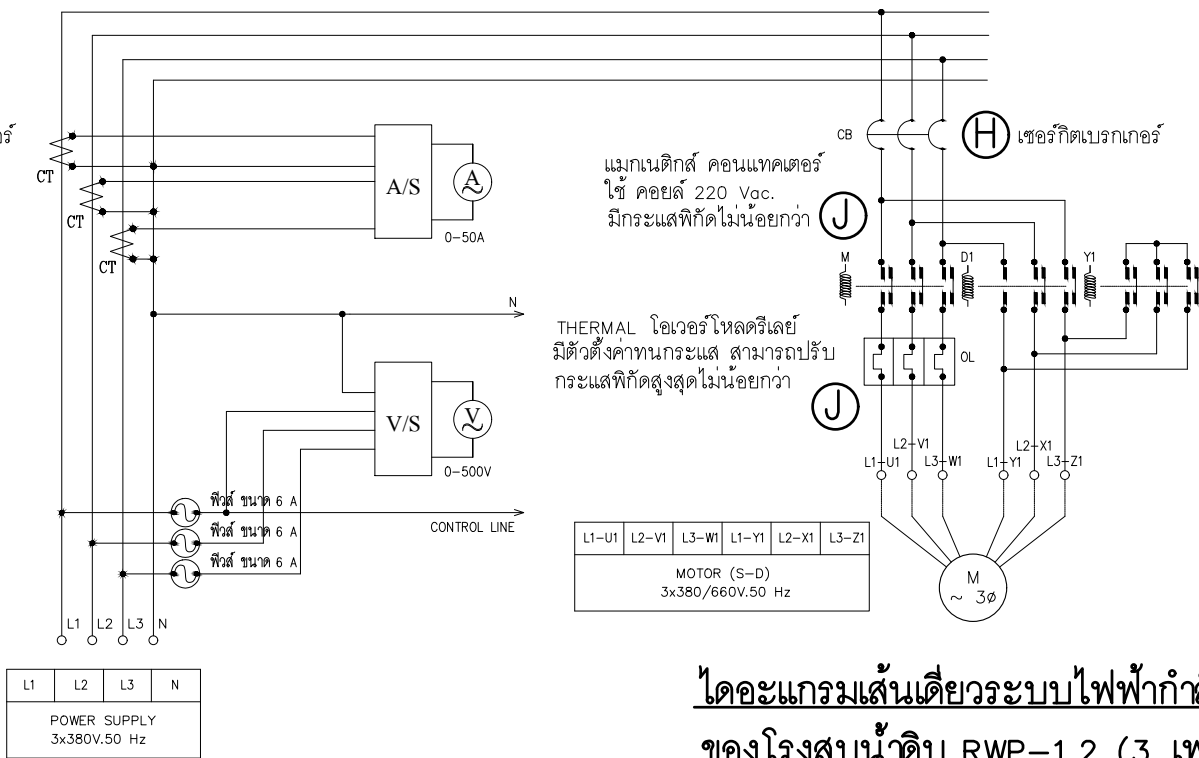 CT
CT
CT
A/S
A
0-50A
N
V/S
V
0-500V
ฟิวส์ ขนาด 6 A
ฟิวส์ ขนาด 6 A
ฟิวส์ ขนาด 6 A
CONTROL LINE
L1 L2 L3 N
L1 L2 L3 N
POWER SUPPLY
3x380V.50 Hz
CB
H เซอร์กิตเบรกเกอร์
แมกเนติกส์ คอนแทคเตอร์
ใช้ คอยล์ 220 Vac.
มีกระแสพิกัดไม่น้อยกว่า J
M D1 Y1
THERMAL โอเวอร์โหลดรีเลย์
มีตัวตั้งค่าทนกระแส สามารถปรับ
กระแสพิกัดสูงสุดไม่น้อยกว่า
J
OL
L1-U1 L2-V1 L3-W1 L1-Y1 L2-X1 L3-Z1
L1-U1 L2-V1 L3-W1 L1-Y1 L2-X1 L3-Z1
MOTOR (S-D)
3x380/660V.50 Hz
M
~ 3ø
ไดอะแกรมเส้นเดียวระบบไฟฟ้า
ของโรงสูบน้ำดิบ RWP-1,2 (3